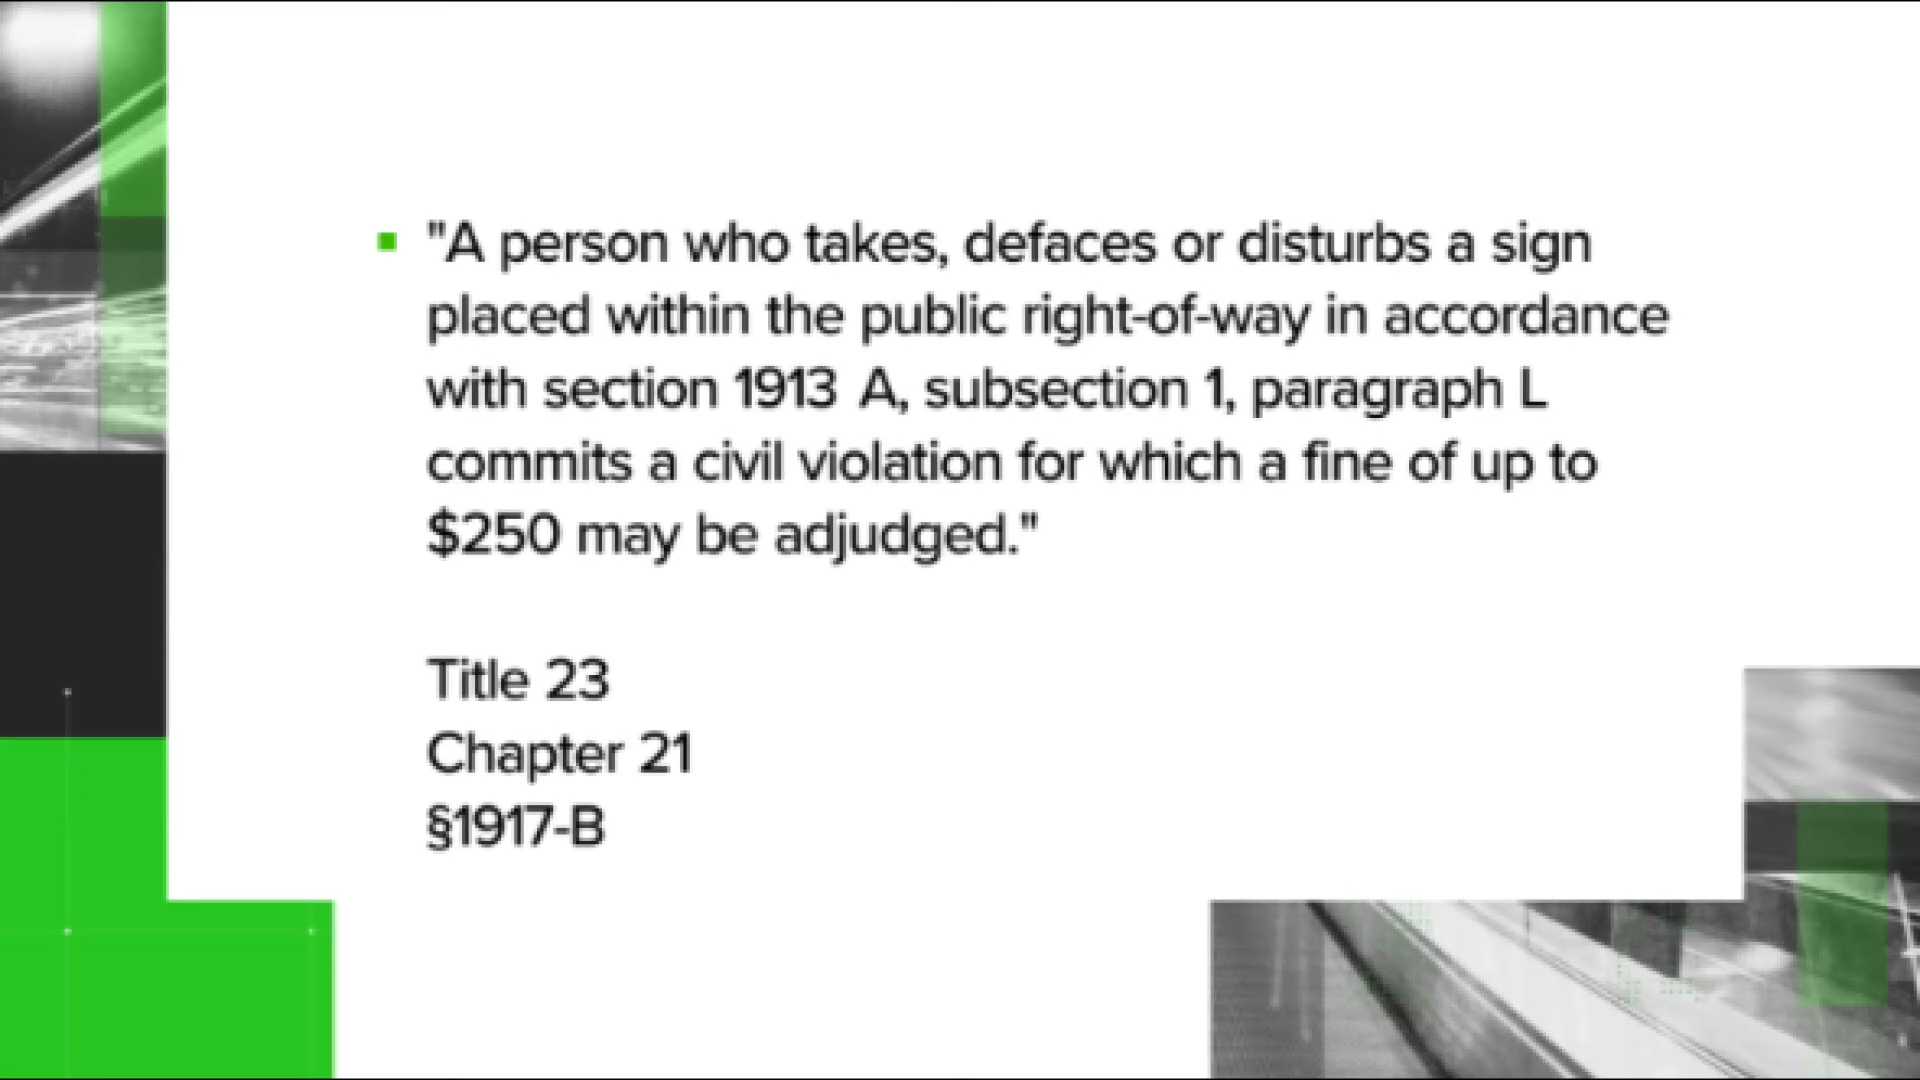 "A person who takes, defaces or disturbs a sign
placed within the public right-of-way in accordance
with section 1913 A, subsection 1, paragraph L
commits a civil violation for which a fine of up to
$250 may be adjudged."
Title 23
Chapter 21
§1917-B